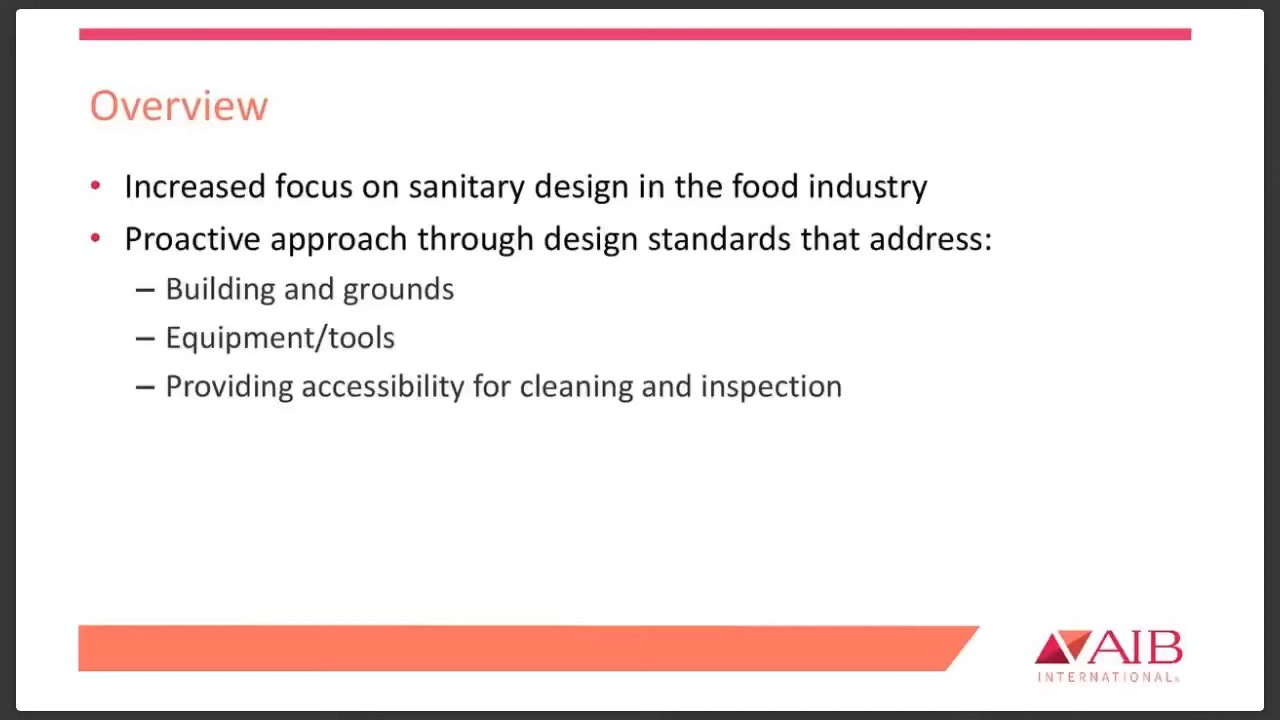 Overview
• Increased focus on sanitary design in the food industry
• Proactive approach through design standards that address:
– Building and grounds
– Equipment/tools
– Providing accessibility for cleaning and inspection
AIB
INTERNATIONAL®